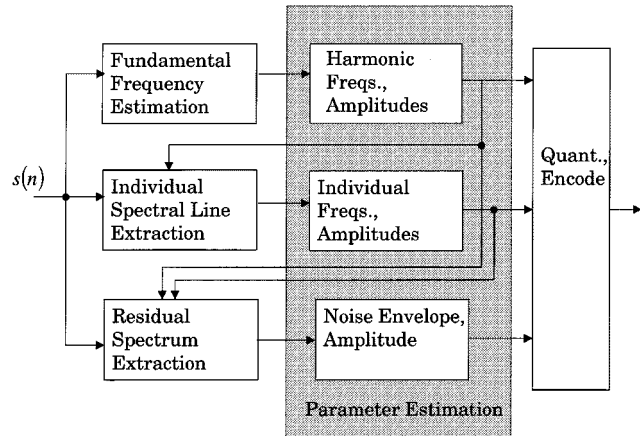 Fundamental
Frequency
Estimation
Harmonic
Freqs.,
Amplitudes
s(n)
Individual
Spectral Line
Extraction
Individual
Freqs.,
Amplitudes
Quant.,
Encode
Residual
Spectrum
Extraction
Noise Envelope,
Amplitude
Parameter Estimation